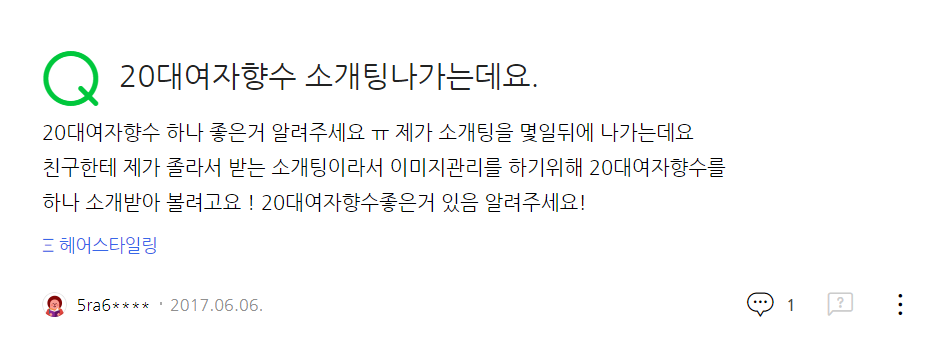 20대여자향수 소개팅나가는데요.
20대여자향수 하나 좋은거 알려주세요 ㅠ 제가 소개팅을 몇일뒤에 나가는데요
친구한테 제가 졸라서 받는 소개팅이라서 이미지관리를 하기위해 20대여자향수를
하나 소개받아 볼려고요 ! 20대여자향수좋은거 있음 알려주세요!
헤어스타일링
5ra6**** · 2017.06.06.
1